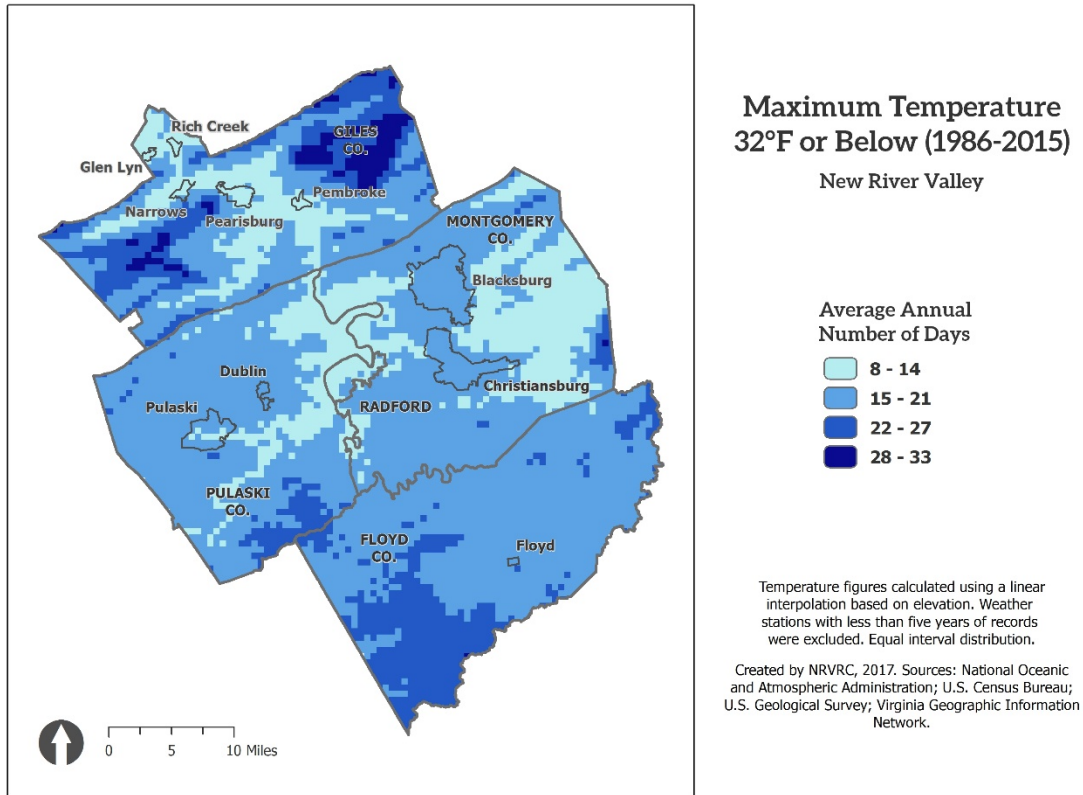 Maximum Temperature
32°F or Below (1986-2015)
New River Valley
Rich Creek
GILES
CO.
Glen Lyn
Narrows
Pembroke
Pearisburg
MONTGOMERY
CO.
Blacksburg
Dublin
Christiansburg
Pulaski
RADFORD
PULASKI
CO.
FLOYD
CO.
Floyd
Average Annual
Number of Days
8 - 14
15 - 21
22 - 27
28 - 33
Temperature figures calculated using a linear
interpolation based on elevation. Weather
stations with less than five years of records
were excluded. Equal interval distribution.
Created by NRVRC, 2017. Sources: National Oceanic
and Atmospheric Administration; U.S. Census Bureau;
U.S. Geological Survey; Virginia Geographic Information
Network.
0 5 10 Miles